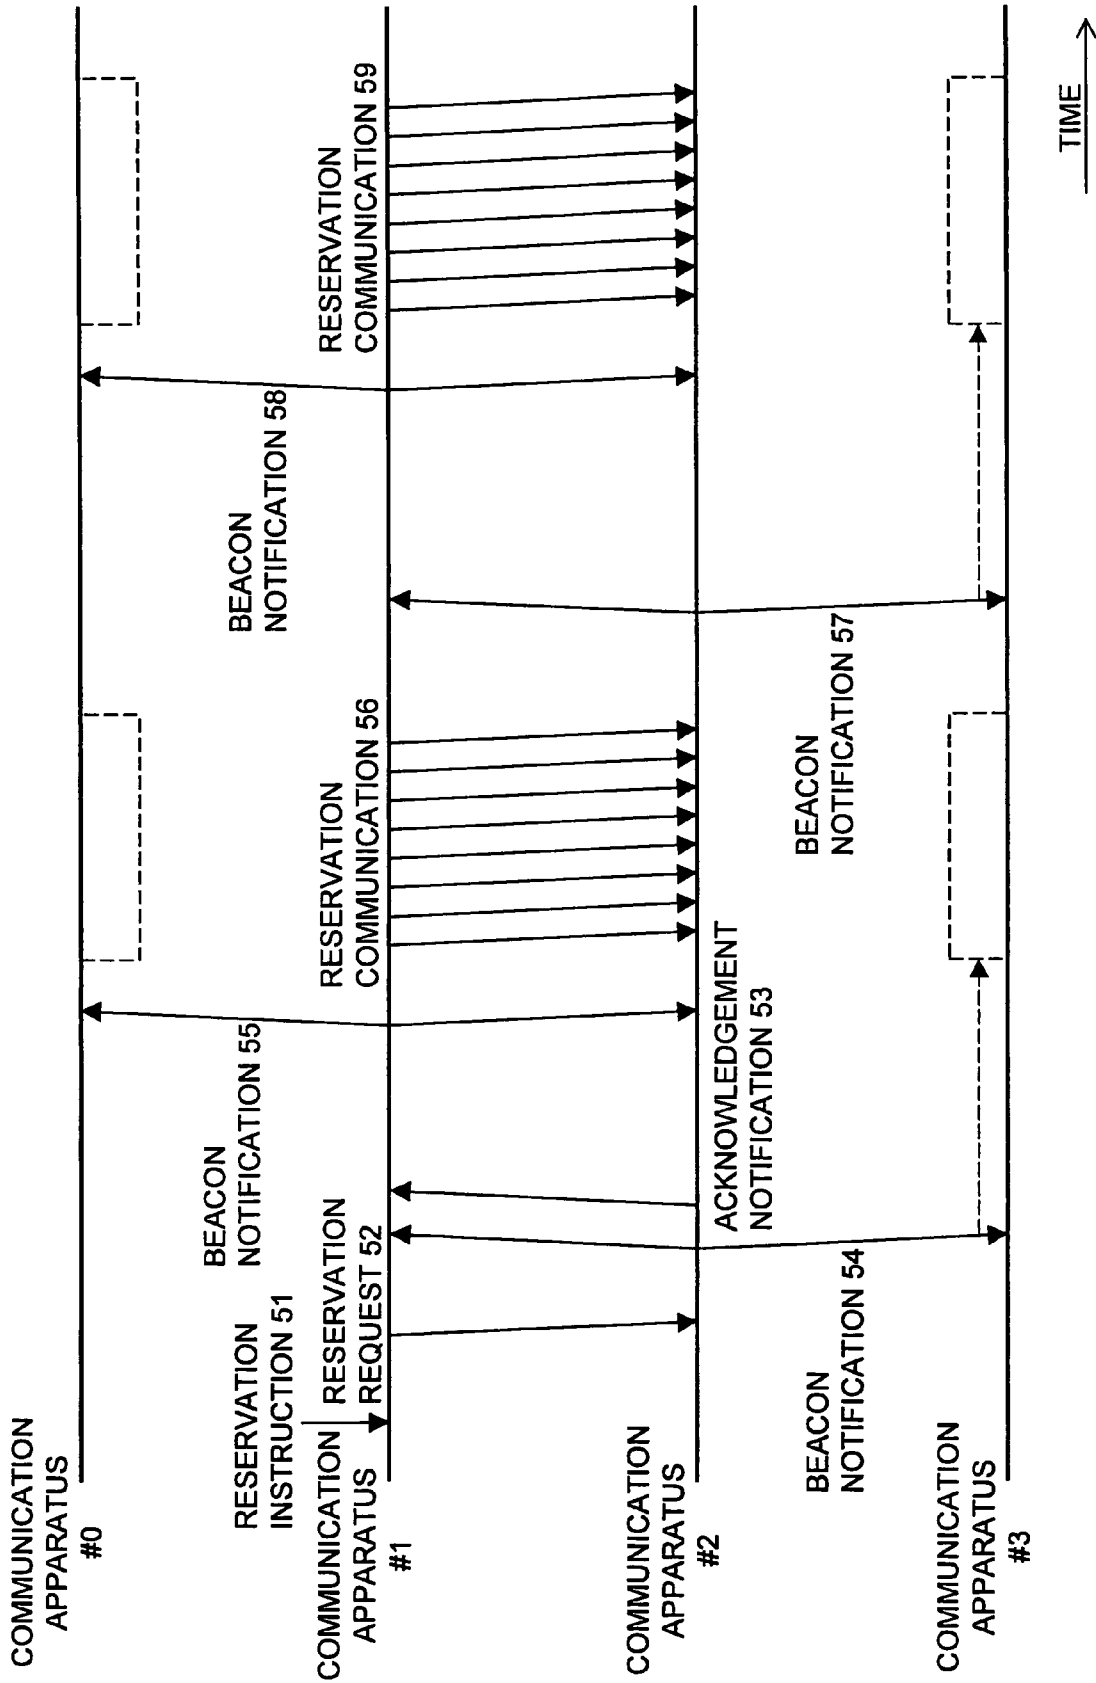 COMMUNICATION
APPARATUS
#0
RESERVATION
INSTRUCTION 51
COMMUNICATION
APPARATUS
#1
RESERVATION
REQUEST 52
BEACON
NOTIFICATION 55
RESERVATION
COMMUNICATION 56
BEACON
NOTIFICATION 58
RESERVATION
COMMUNICATION 59
COMMUNICATION
APPARATUS
#2
ACKNOWLEDGEMENT
NOTIFICATION 53
BEACON
NOTIFICATION 54
BEACON
NOTIFICATION 57
COMMUNICATION
APPARATUS
#3
TIME